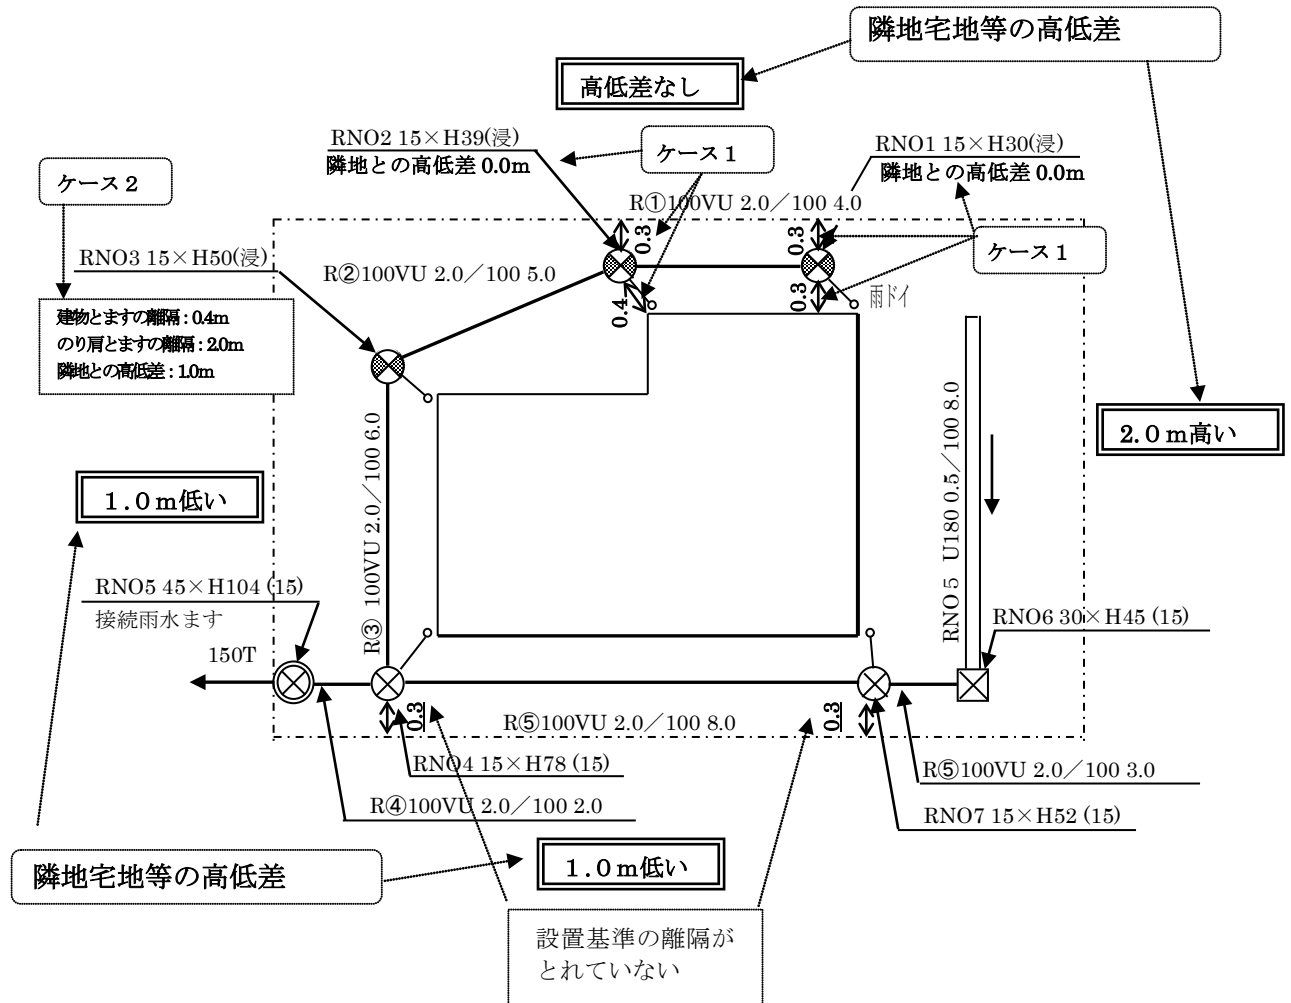 隣地宅地等の高低差
高低差なし
RNO2 15×H39(浸)
隣地との高低差 0.0m
ケース1
RNO1 15×H30(浸)
隣地との高低差 0.0m
ケース2
R①100VU 2.0／100 4.0
0.3
0.3
ケース1
RNO3 15×H50(浸)
R②100VU 2.0／100 5.0
0.4
0.3
雨ドイ
建物とますの離隔：0.4m
のり肩とますの離隔：2.0m
隣地との高低差：1.0m
2.0ｍ高い
1.0ｍ低い
R③ 100VU 2.0/100 6.0
RNO５ U180 0.5/100 8.0
RNO5 45×H104 (15)
接続雨水ます
RNO6 30×H45 (15)
150T
0.3
R⑤100VU 2.0／100 8.0
0.3
RNO4 15×H78 (15)
R⑤100VU 2.0／100 3.0
R④100VU 2.0／100 2.0
RNO7 15×H52 (15)
隣地宅地等の高低差
1.0ｍ低い
設置基準の離隔が
とれていない